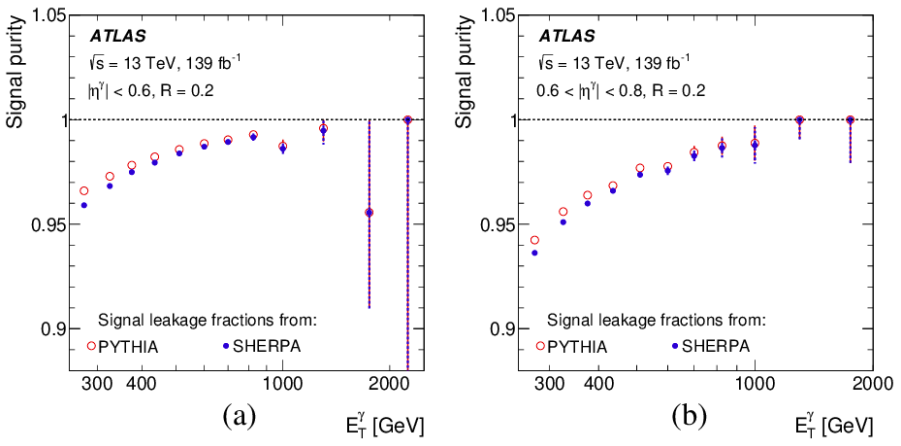 Signal purity
1.05
1
0.95
0.9
ATLAS
√s = 13 TeV, 139 fb⁻¹
|η^γ| < 0.6, R = 0.2
Signal leakage fractions from:
PYTHIA
SHERPA
300 400 1000 2000
(a)
E_T^γ [GeV]
Signal purity
1.05
1
0.95
0.9
ATLAS
√s = 13 TeV, 139 fb⁻¹
0.6 < |η^γ| < 0.8, R = 0.2
Signal leakage fractions from:
PYTHIA
SHERPA
300 400 1000 2000
(b)
E_T^γ [GeV]